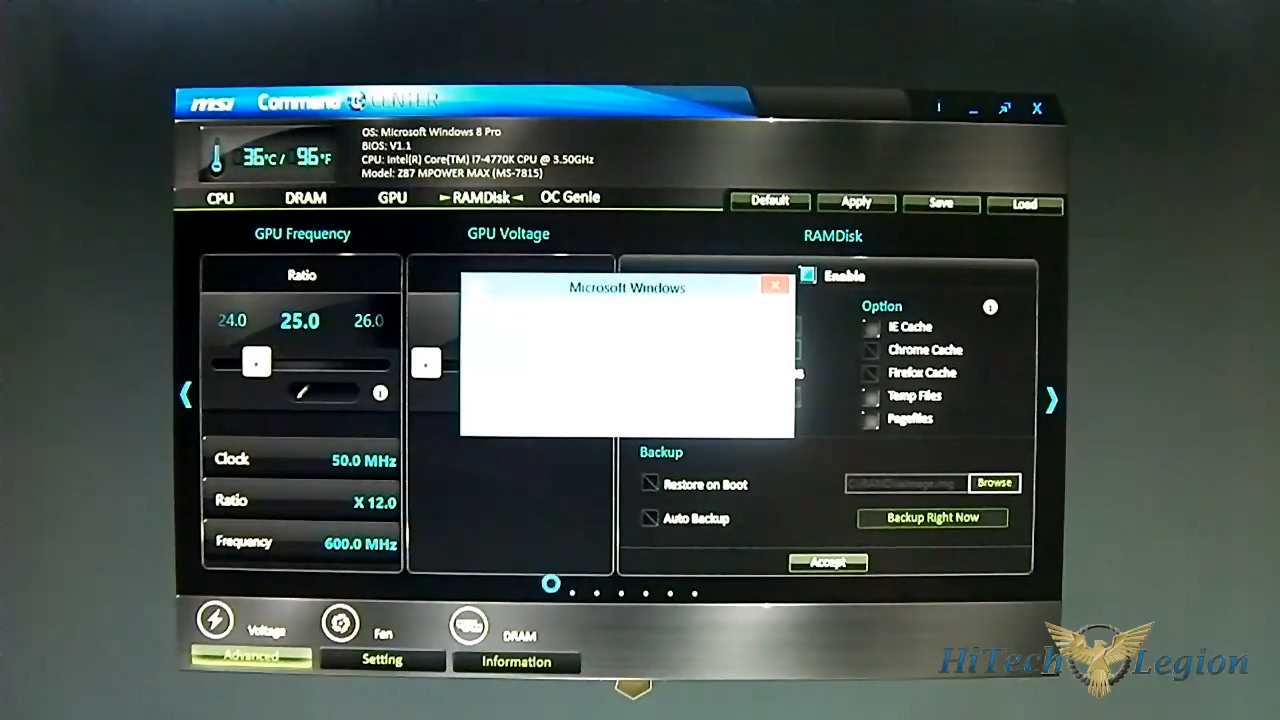 msi Command CENTER
36°C / 96°F
OS: Microsoft Windows 8 Pro
BIOS: V1.1
CPU: Intel(R) Core(TM) i7-4770K CPU @ 3.50GHz
Model: Z87 MPOWER MAX (MS-7815)
CPU DRAM GPU RAMDisk OC Genie
Default Apply Save Load
GPU Frequency GPU Voltage RAMDisk
Ratio
24.0 25.0 26.0
Clock 50.0 MHz
Ratio X 12.0
Frequency 600.0 MHz
Microsoft Windows
Enable
Option
IE Cache
Chrome Cache
Firefox Cache
Temp Files
Pagefiles
Backup
Restore on Boot
Browse
Auto Backup
Backup Right Now
Accept
Voltage Fan DRAM
Advanced Setting Information
HiTech Legion